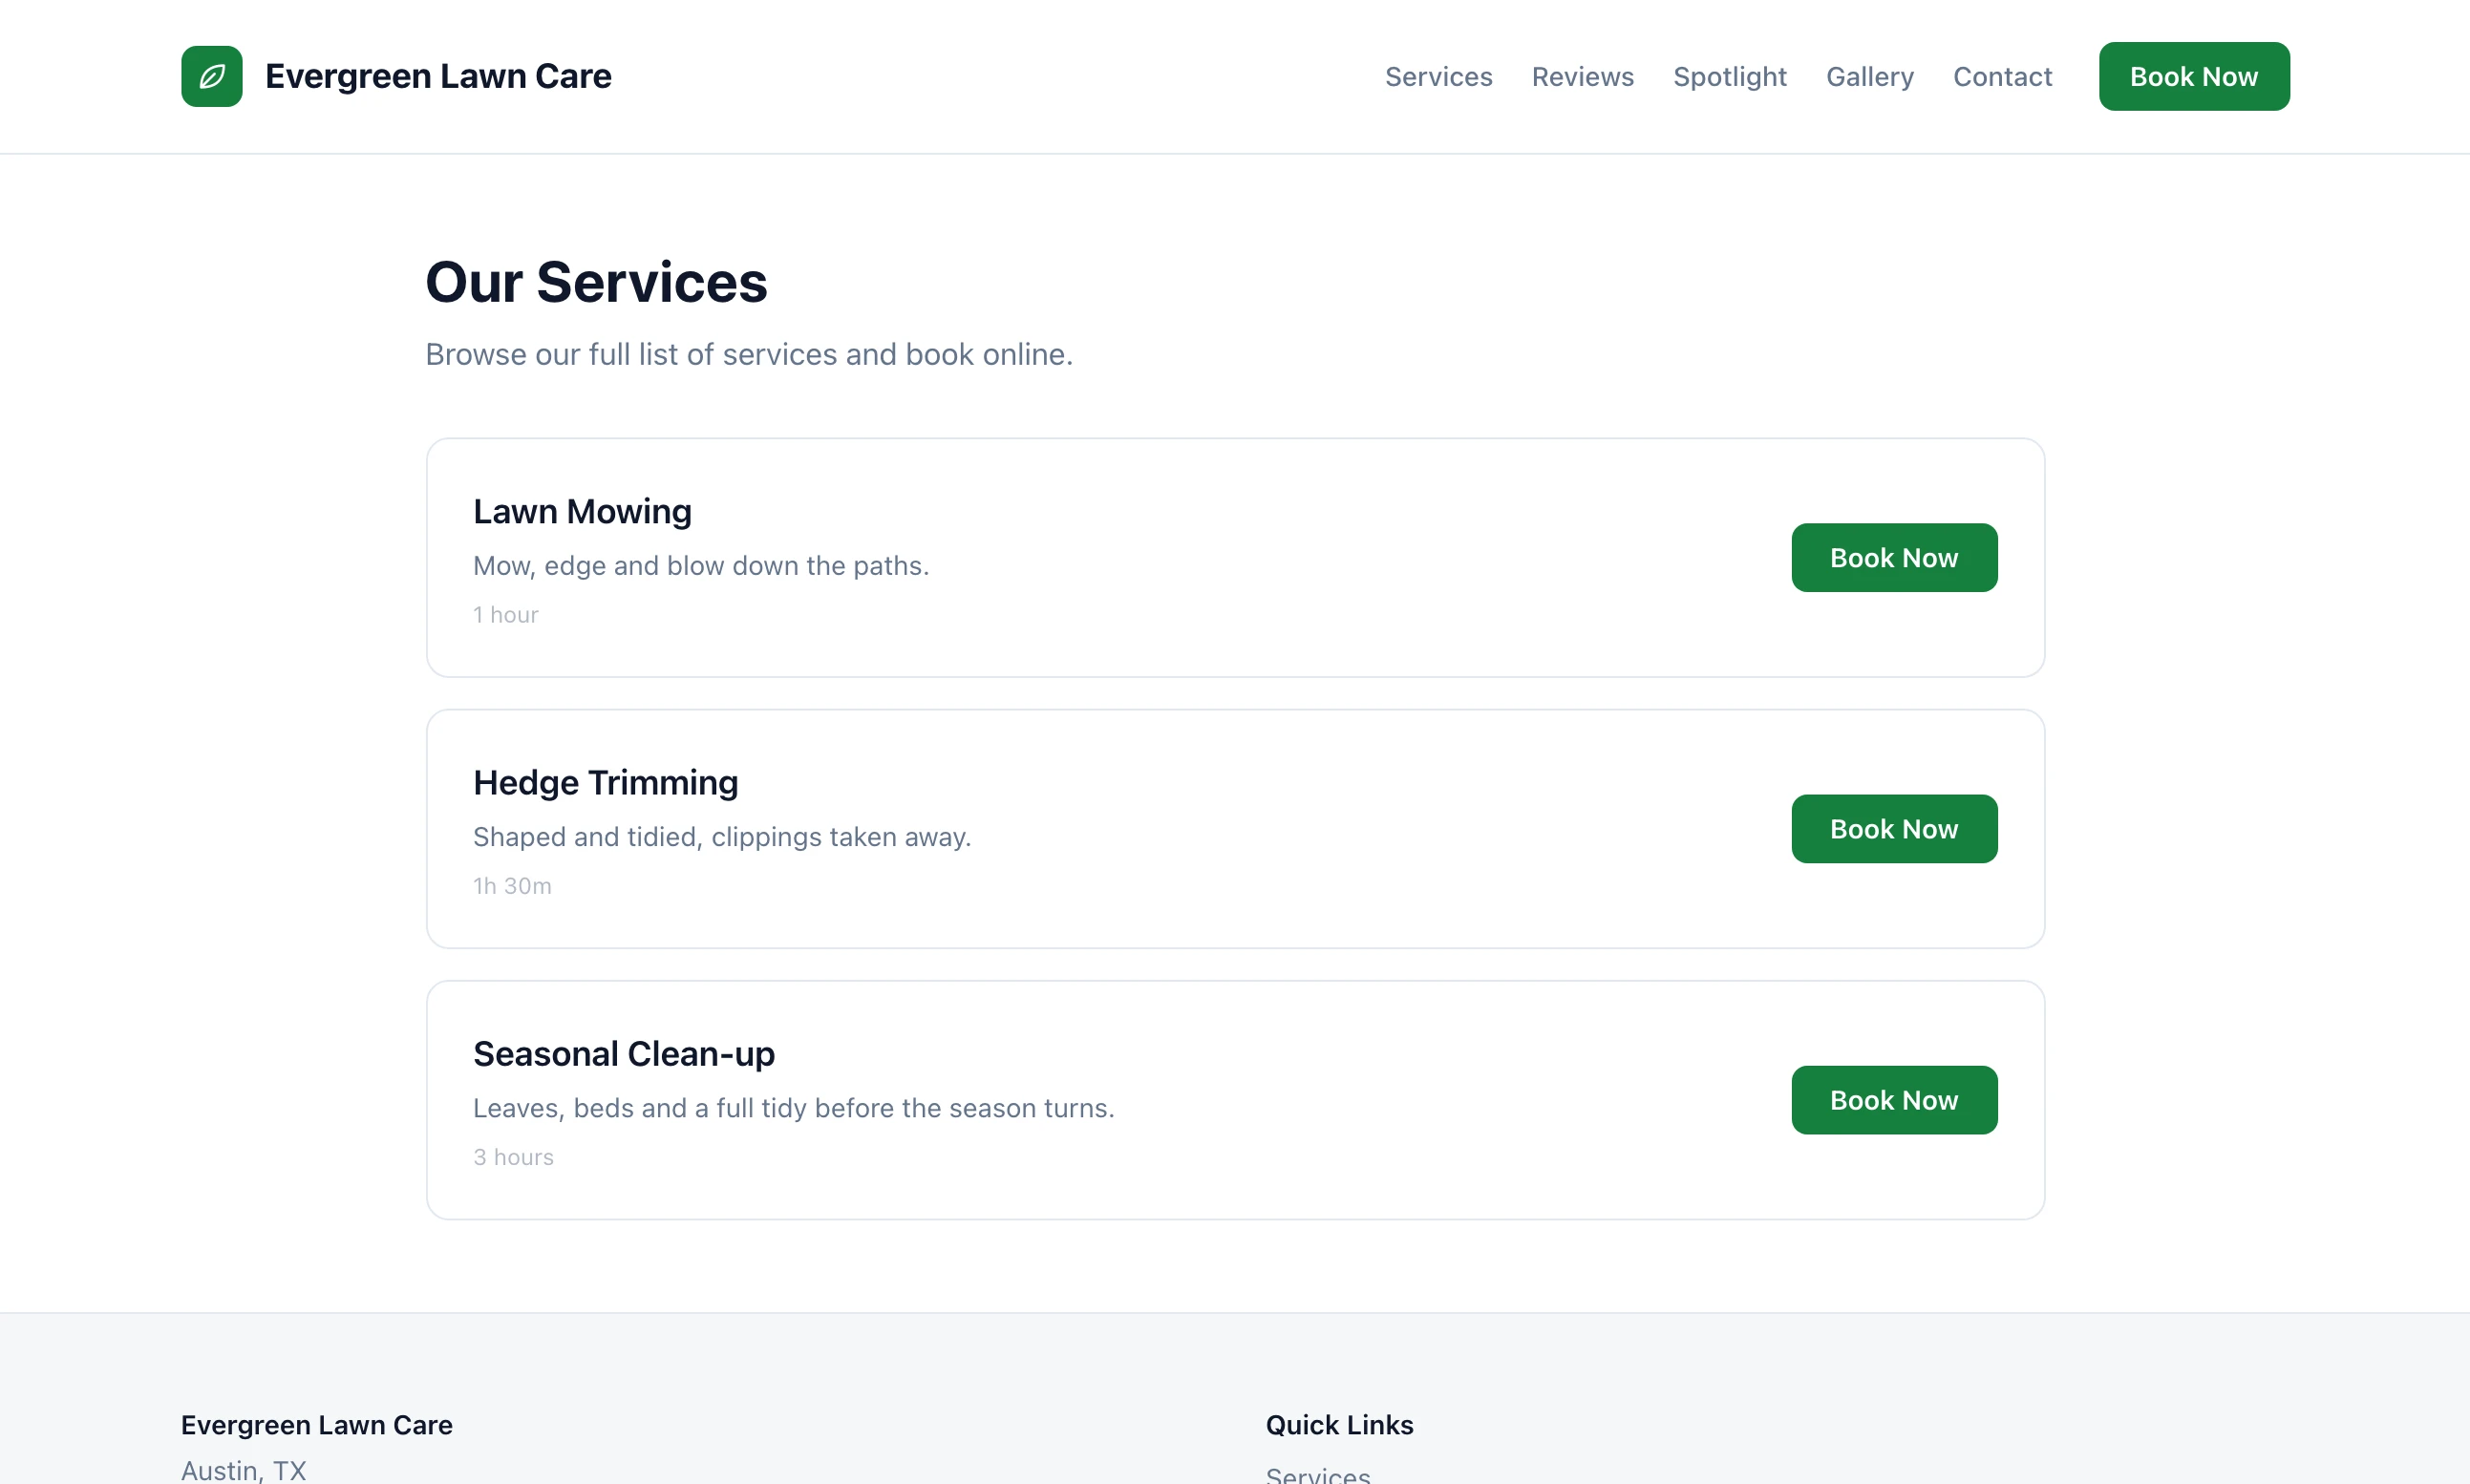 Evergreen Lawn Care
Services
Reviews
Spotlight
Gallery
Contact
Book Now
Our Services
Browse our full list of services and book online.
Lawn Mowing
Mow, edge and blow down the paths.
1 hour
Book Now
Hedge Trimming
Shaped and tidied, clippings taken away.
1h 30m
Book Now
Seasonal Clean-up
Leaves, beds and a full tidy before the season turns.
3 hours
Book Now
Evergreen Lawn Care
Austin, TX
Quick Links
Services